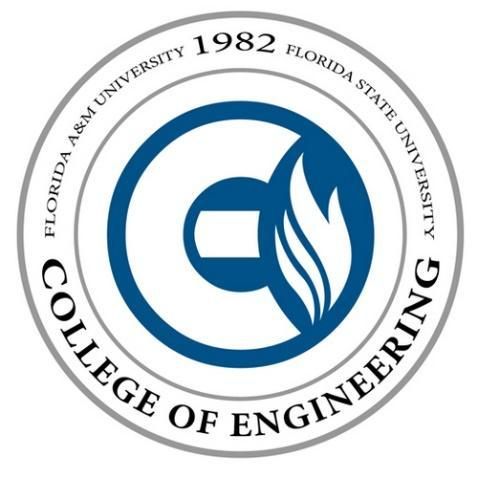 FLORIDA A&M UNIVERSITY 1982 FLORIDA STATE UNIVERSITY
COLLEGE OF ENGINEERING